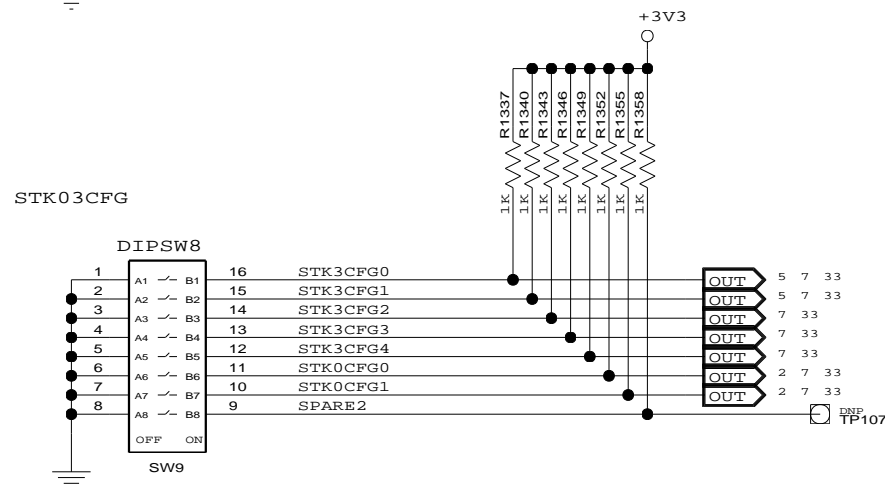 +3V3
R1337
R1340
R1343
R1346
R1349
R1352
R1355
R1358
1K
1K
1K
1K
1K
1K
1K
1K
STK03CFG
DIPSW8
1 A1 B1 16 STK3CFG0 OUT 5 7 33
2 A2 B2 15 STK3CFG1 OUT 5 7 33
3 A3 B3 14 STK3CFG2 OUT 7 33
4 A4 B4 13 STK3CFG3 OUT 7 33
5 A5 B5 12 STK3CFG4 OUT 7 33
6 A6 B6 11 STK0CFG0 OUT 2 7 33
7 A7 B7 10 STK0CFG1 OUT 2 7 33
8 A8 B8 9 SPARE2 DNP
TP107
OFF ON
SW9